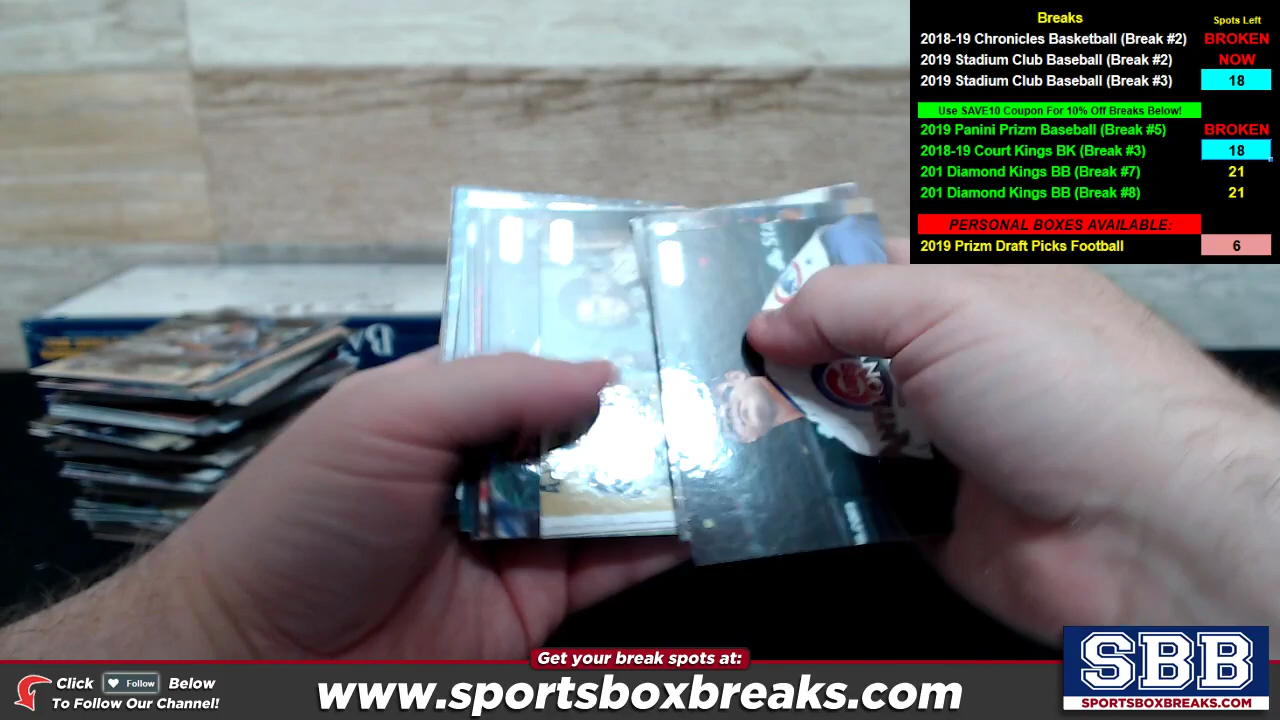 Breaks Spots Left
2018-19 Chronicles Basketball (Break #2) BROKEN
2019 Stadium Club Baseball (Break #2) NOW
2019 Stadium Club Baseball (Break #3) 18
Use SAVE10 Coupon For 10% Off Breaks Below!
2019 Panini Prizm Baseball (Break #5) BROKEN
2018-19 Court Kings BK (Break #3) 18
201 Diamond Kings BB (Break #7) 21
201 Diamond Kings BB (Break #8) 21
PERSONAL BOXES AVAILABLE:
2019 Prizm Draft Picks Football 6
Get your break spots at:
Click Follow Below
To Follow Our Channel!
www.sportsboxbreaks.com
SBB
SPORTSBOXBREAKS.COM